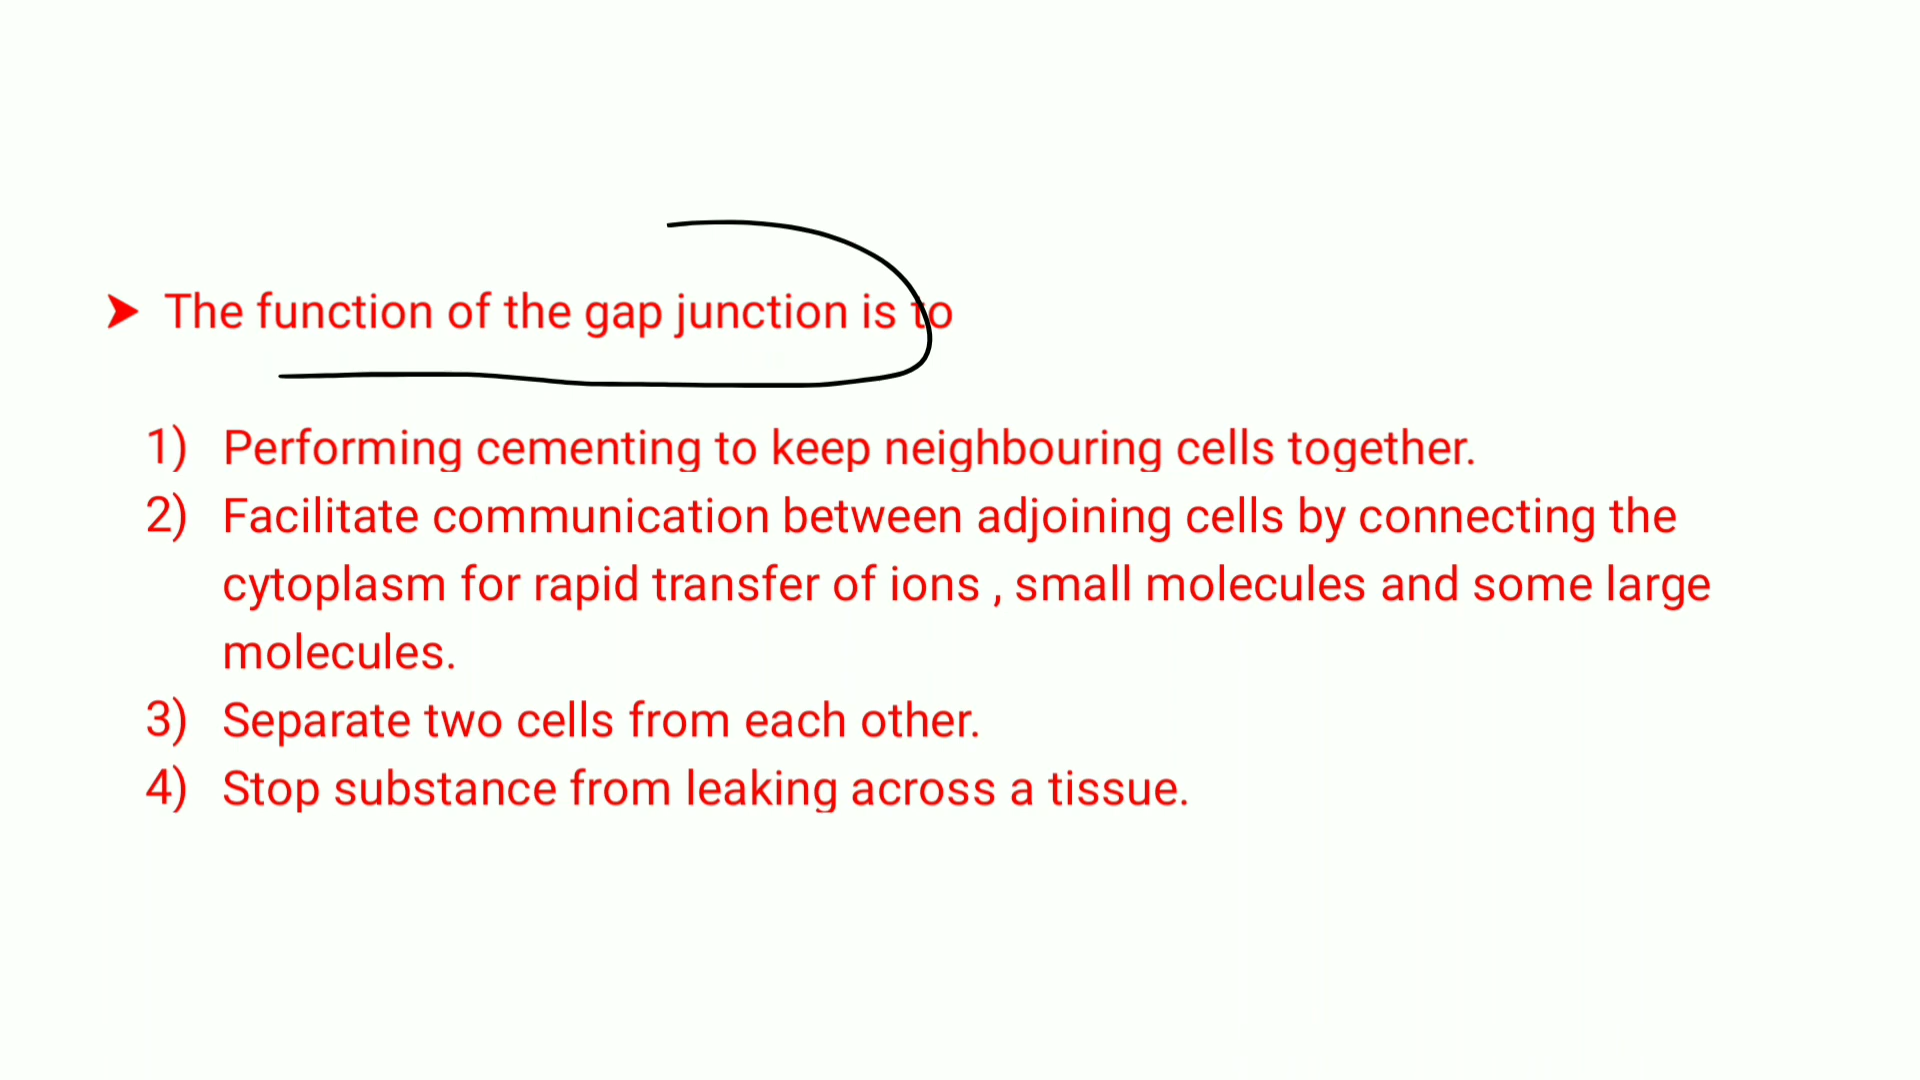 ➤ The function of the gap junction is to
1) Performing cementing to keep neighbouring cells together.
2) Facilitate communication between adjoining cells by connecting the
cytoplasm for rapid transfer of ions , small molecules and some large
molecules.
3) Separate two cells from each other.
4) Stop substance from leaking across a tissue.